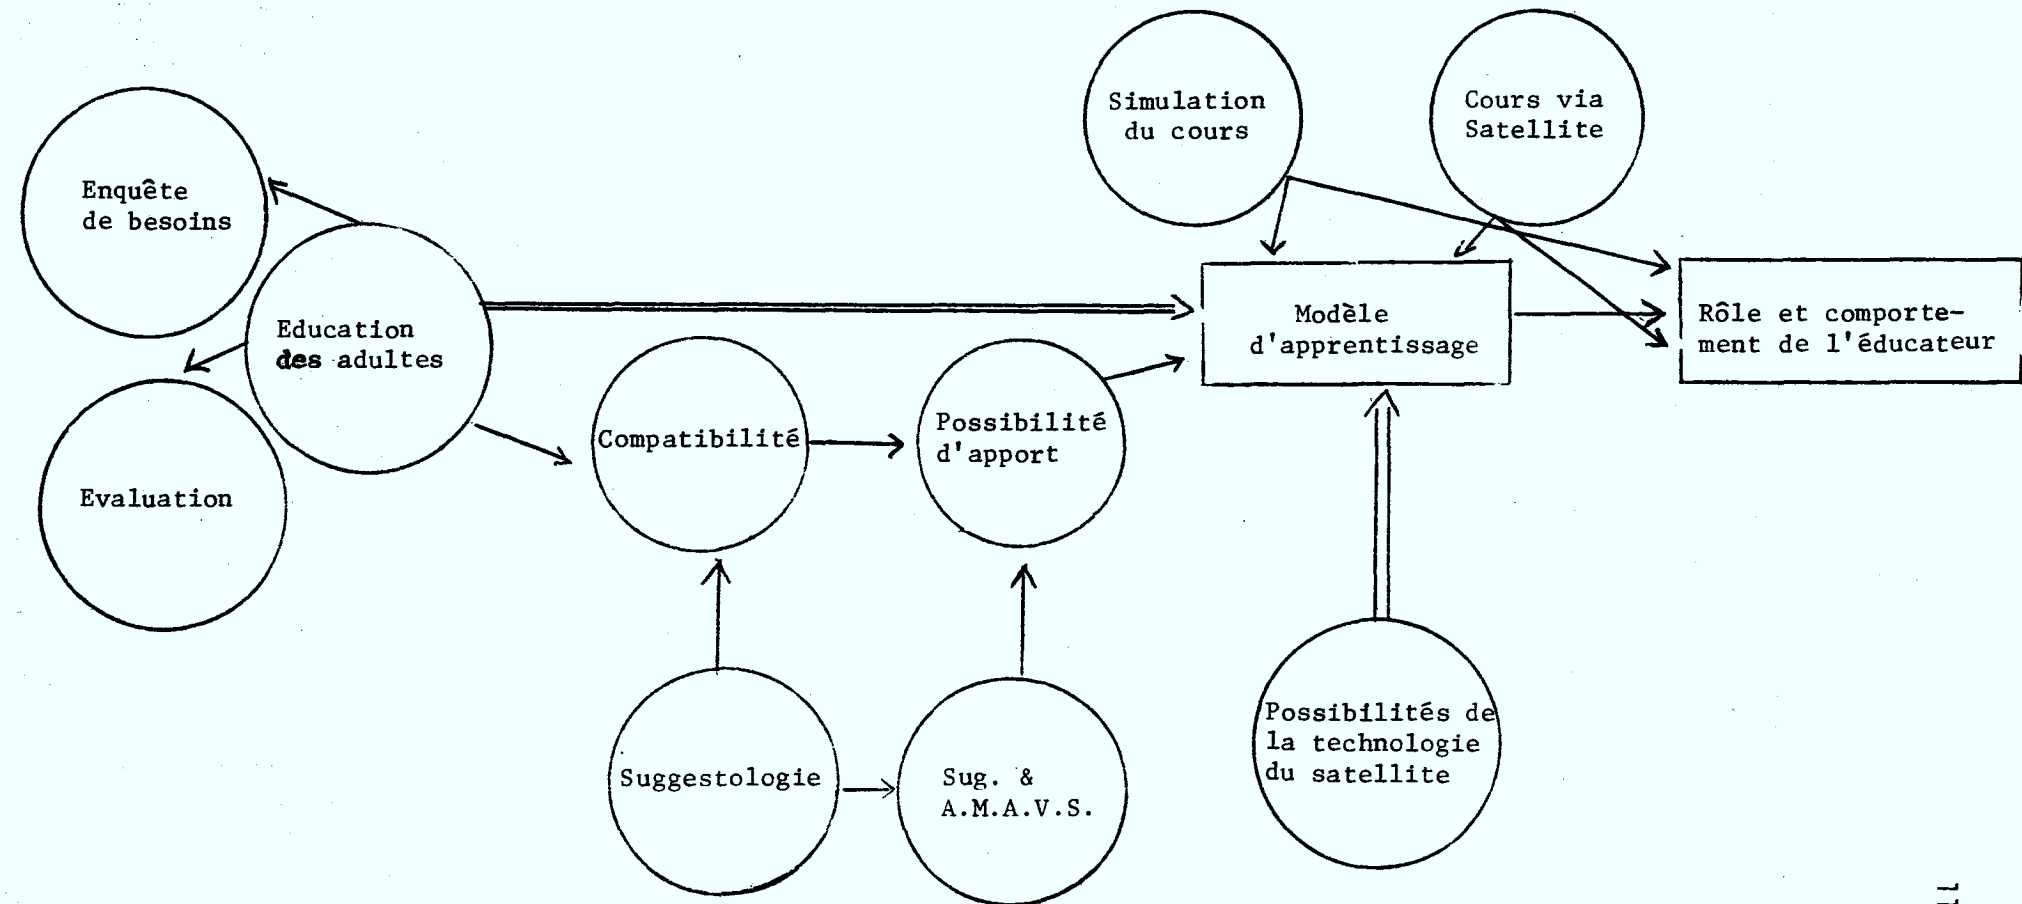 Simulation
du cours
Cours via
Satellite
Enquête
de besoins
Education
des adultes
Modèle
d'apprentissage
Rôle et comporte-
ment de l'éducateur
Compatibilité
Possibilité
d'apport
Evaluation
Suggestologie
Sug. &
A.M.A.V.S.
Possibilités de
la technologie
du satellite